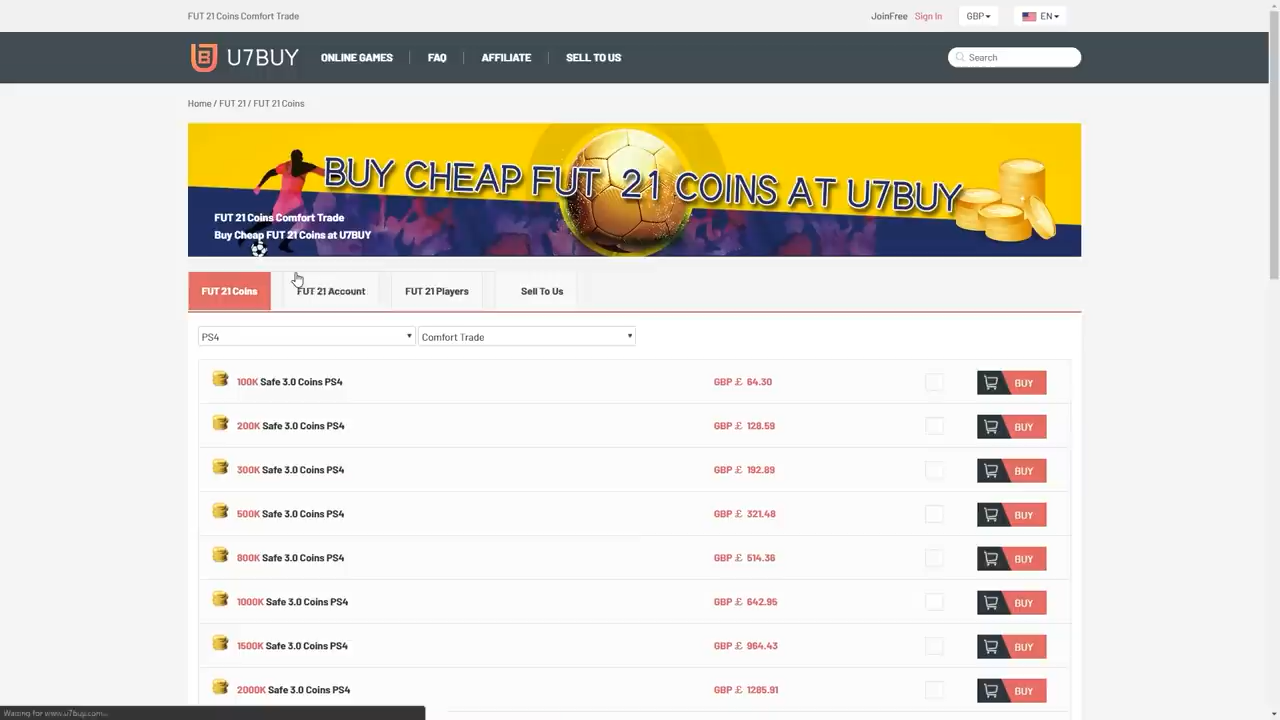 FUT 21 Coins Comfort Trade
JoinFree Sign In GBP EN
U7BUY ONLINE GAMES FAQ AFFILIATE SELL TO US Search
Home / FUT 21 / FUT 21 Coins
BUY CHEAP FUT 21 COINS AT U7BUY
FUT 21 Coins Comfort Trade
Buy Cheap FUT 21 Coins at U7BUY
FUT 21 Coins FUT 21 Account FUT 21 Players Sell To Us
PS4 Comfort Trade
100K Safe 3.0 Coins PS4 GBP £ 64.30 BUY
200K Safe 3.0 Coins PS4 GBP £ 128.59 BUY
300K Safe 3.0 Coins PS4 GBP £ 192.89 BUY
500K Safe 3.0 Coins PS4 GBP £ 321.48 BUY
800K Safe 3.0 Coins PS4 GBP £ 514.36 BUY
1000K Safe 3.0 Coins PS4 GBP £ 642.95 BUY
1500K Safe 3.0 Coins PS4 GBP £ 964.43 BUY
2000K Safe 3.0 Coins PS4 GBP £ 1285.91 BUY
Waiting for www.u7buy.com...